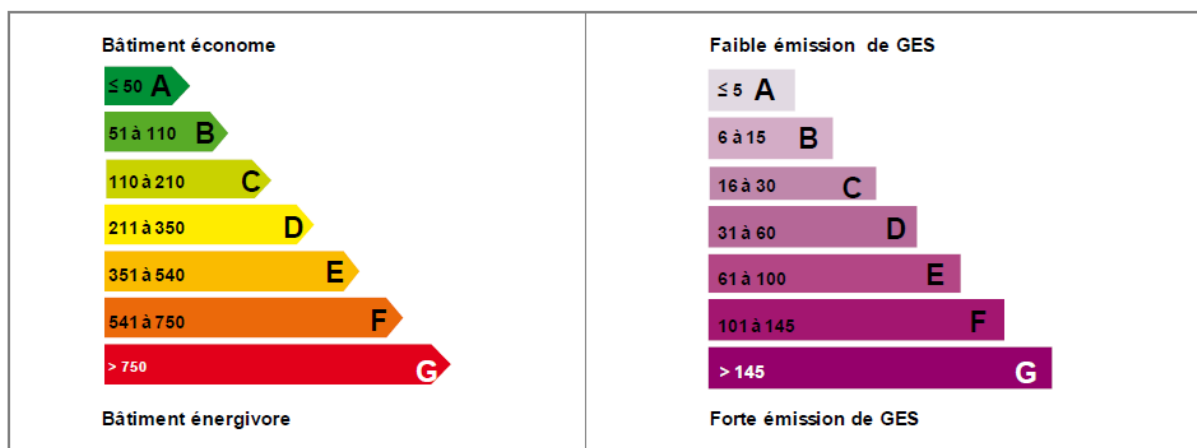 Bâtiment économe
≤ 50 A
51 à 110 B
110 à 210 C
211 à 350 D
351 à 540 E
541 à 750 F
> 750 G
Bâtiment énergivore
Faible émission de GES
≤ 5 A
6 à 15 B
16 à 30 C
31 à 60 D
61 à 100 E
101 à 145 F
> 145 G
Forte émission de GES